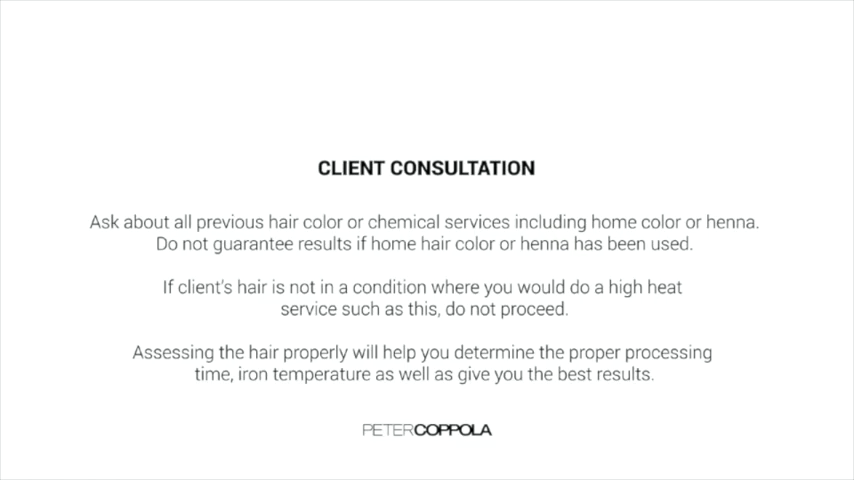 CLIENT CONSULTATION
Ask about all previous hair color or chemical services including home color or henna.
Do not guarantee results if home hair color or henna has been used.
If client's hair is not in a condition where you would do a high heat
service such as this, do not proceed.
Assessing the hair properly will help you determine the proper processing
time, iron temperature as well as give you the best results.
PETERCOPPOLA